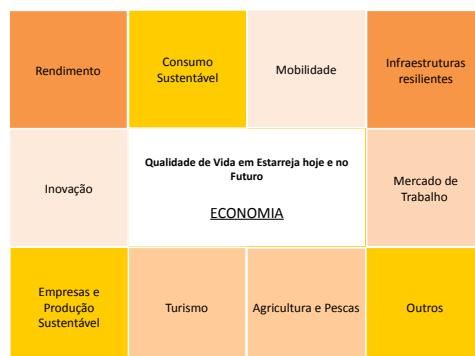 Rendimento
Consumo
Sustentável
Mobilidade
Infraestruturas
resilientes
Inovação
Qualidade de Vida em Estarreja hoje e no
Futuro
ECONOMIA
Mercado de
Trabalho
Empresas e
Produção
Sustentável
Turismo
Agricultura e Pescas
Outros